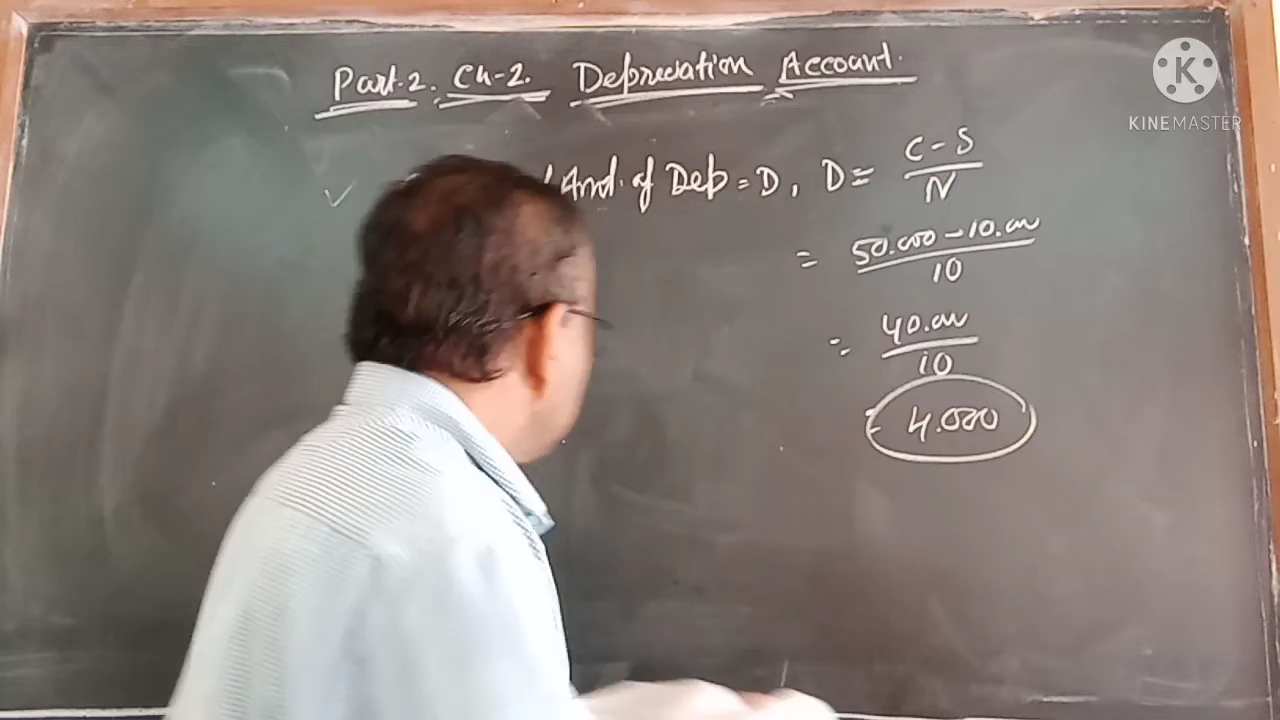 Part.2. Ch-2. Depreciation Account.
K
KINEMASTER
Amt. of Dep = D, D = C - S / N
= 50.000 - 10.000 / 10
= 40.000 / 10
= 4.000